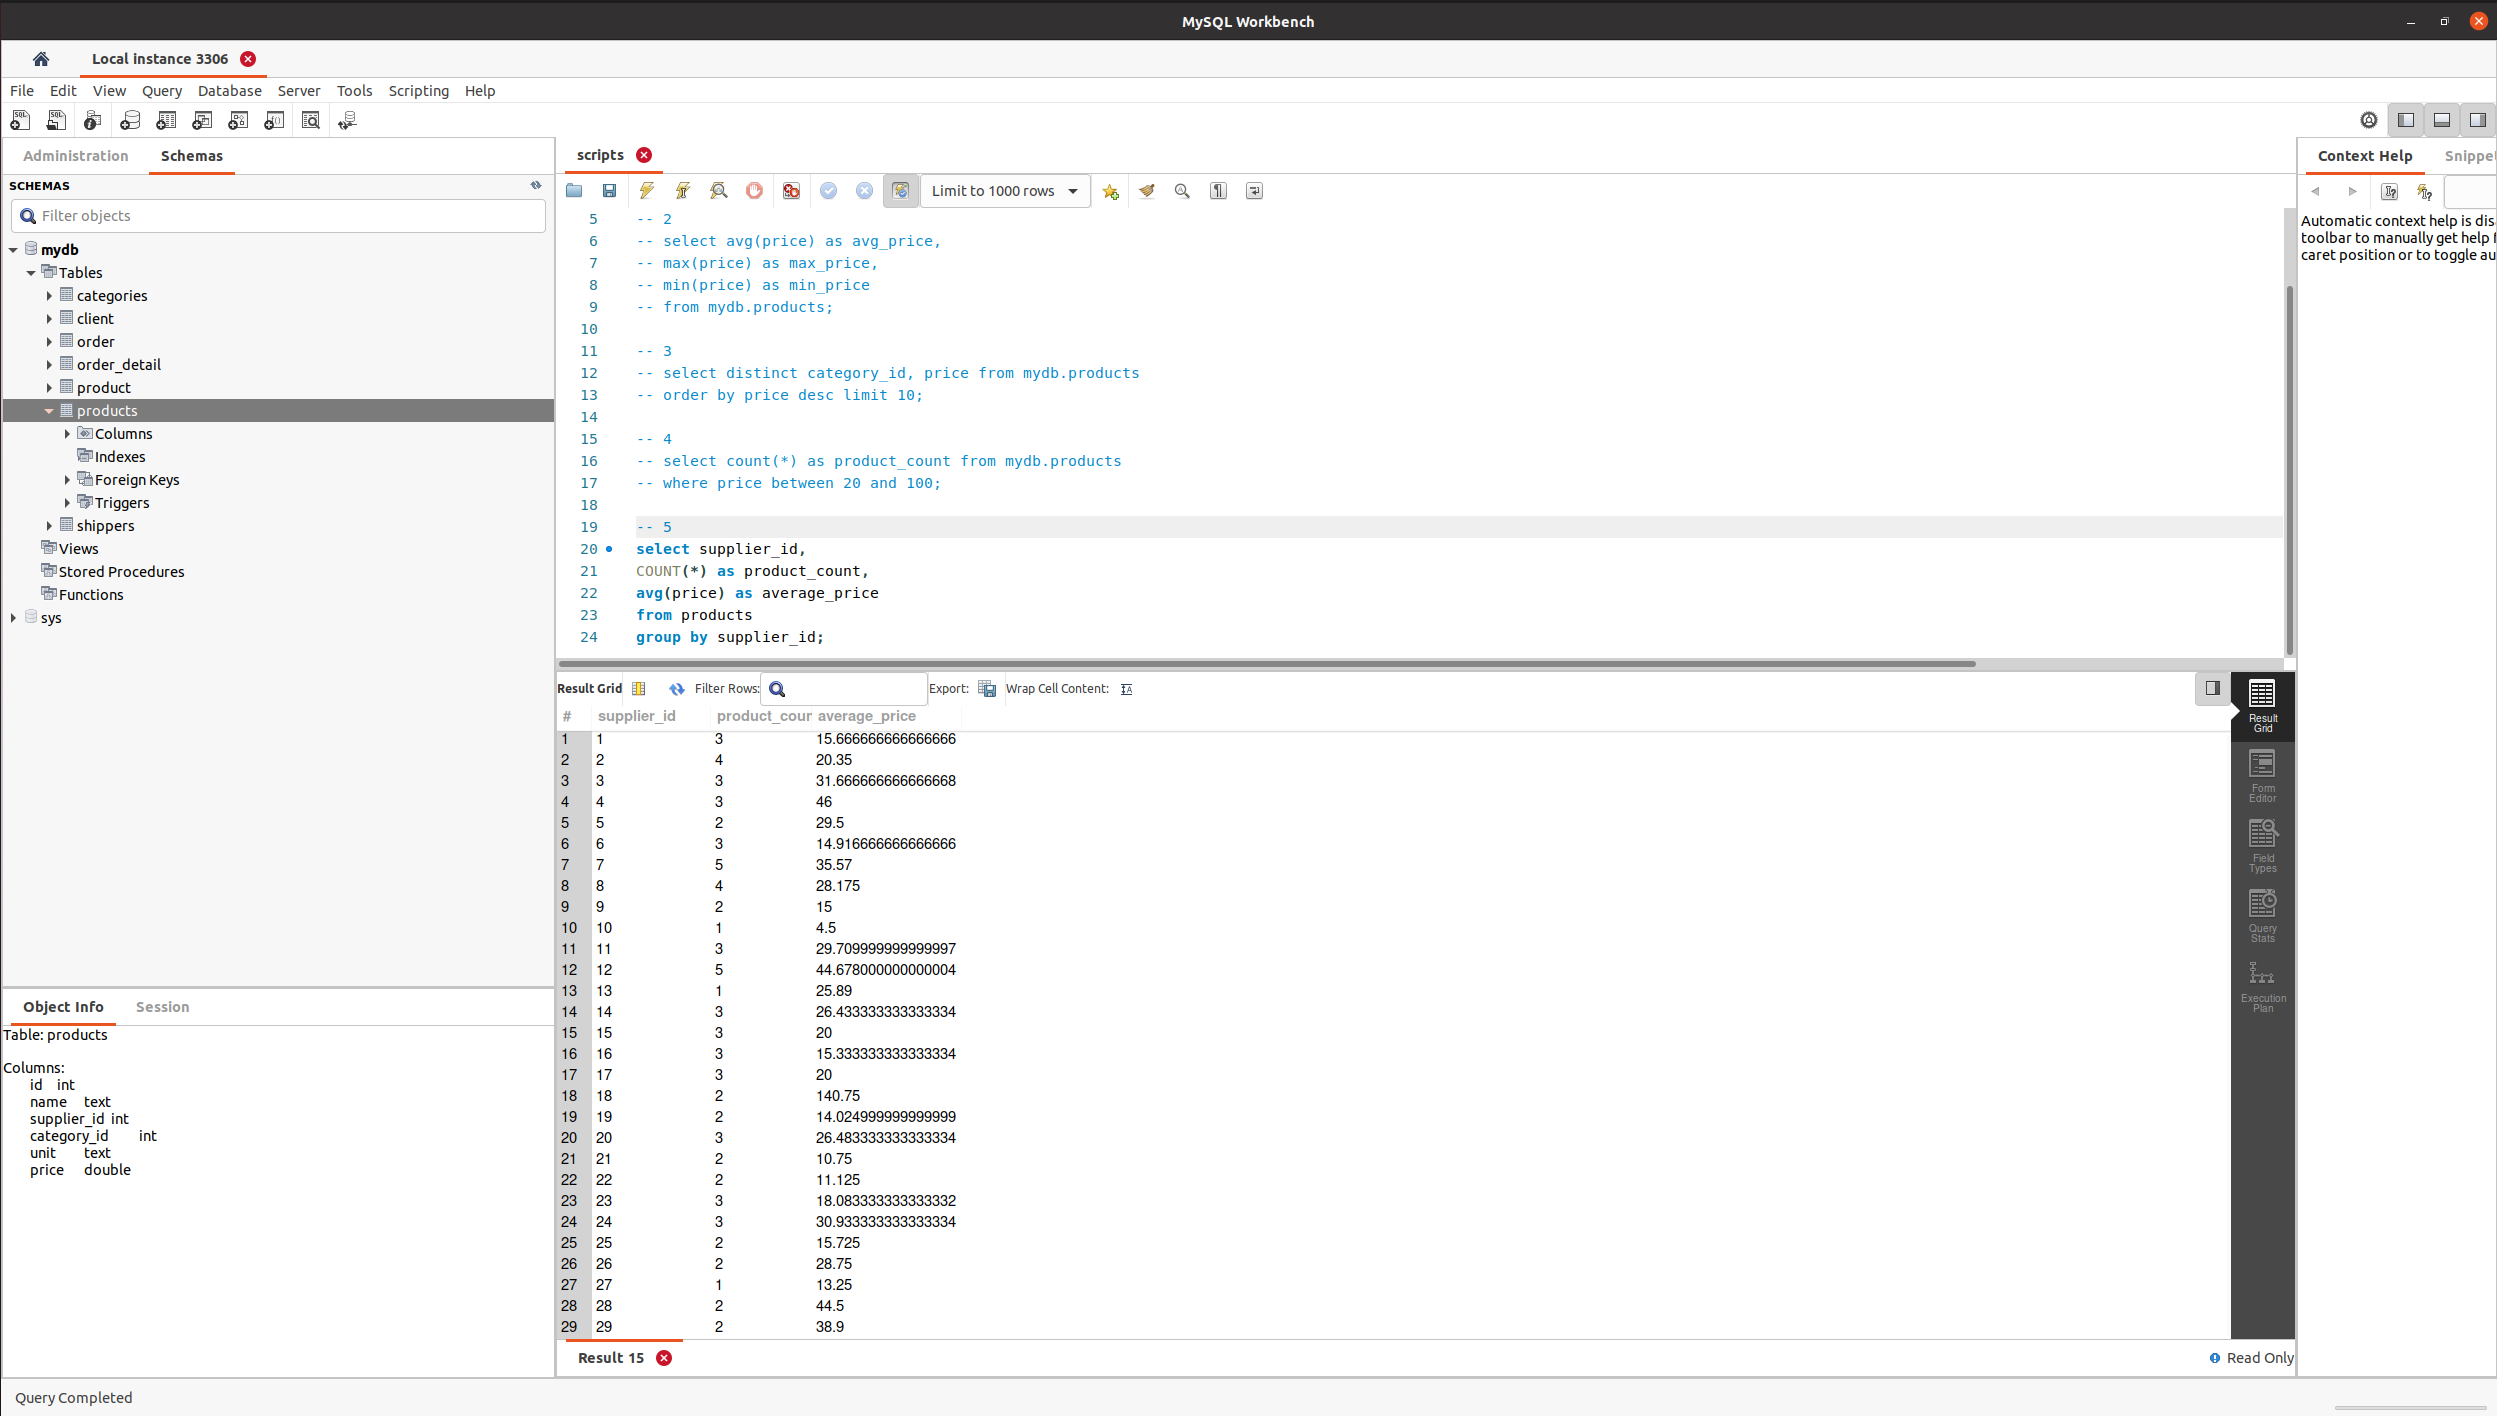 MySQL Workbench
Local instance 3306
File Edit View Query Database Server Tools Scripting Help
Administration Schemas
SCHEMAS
Filter objects
mydb
Tables
categories
client
order
order_detail
product
products
Columns
Indexes
Foreign Keys
Triggers
shippers
Views
Stored Procedures
Functions
sys
Object Info Session
Table: products
Columns:
id int
name text
supplier_id int
category_id int
unit text
price double
scripts
Limit to 1000 rows
5 -- 2
6 -- select avg(price) as avg_price,
7 -- max(price) as max_price,
8 -- min(price) as min_price
9 -- from mydb.products;
10
11 -- 3
12 -- select distinct category_id, price from mydb.products
13 -- order by price desc limit 10;
14
15 -- 4
16 -- select count(*) as product_count from mydb.products
17 -- where price between 20 and 100;
18
19 -- 5
20 select supplier_id,
21 COUNT(*) as product_count,
22 avg(price) as average_price
23 from products
24 group by supplier_id;
Result Grid Filter Rows: Export: Wrap Cell Content:
# supplier_id product_cour average_price
1 1 3 15.666666666666666
2 2 4 20.35
3 3 3 31.666666666666668
4 4 3 46
5 5 2 29.5
6 6 3 14.916666666666666
7 7 5 35.57
8 8 4 28.175
9 9 2 15
10 10 1 4.5
11 11 3 29.709999999999997
12 12 5 44.678000000000004
13 13 1 25.89
14 14 3 26.433333333333334
15 15 3 20
16 16 3 15.333333333333334
17 17 3 20
18 18 2 140.75
19 19 2 14.024999999999999
20 20 3 26.483333333333334
21 21 2 10.75
22 22 2 11.125
23 23 3 18.083333333333332
24 24 3 30.933333333333334
25 25 2 15.725
26 26 2 28.75
27 27 1 13.25
28 28 2 44.5
29 29 2 38.9
Result
Grid
Form
Editor
Field
Types
Query
Stats
Execution
Plan
Result 15
Read Only
Context Help Snippet
Automatic context help is dis
toolbar to manually get help f
caret position or to toggle au
Query Completed